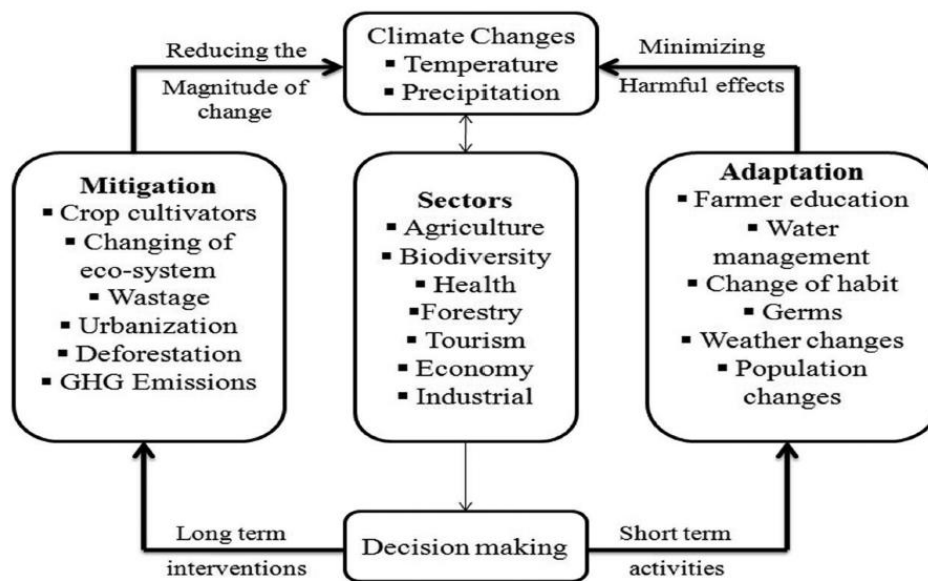 Reducing the
Magnitude of
change
Climate Changes
▪ Temperature
▪ Precipitation
Minimizing
Harmful effects
Mitigation
▪ Crop cultivators
▪ Changing of
eco-system
▪ Wastage
▪ Urbanization
▪ Deforestation
▪ GHG Emissions
Sectors
▪ Agriculture
▪ Biodiversity
▪ Health
▪ Forestry
▪ Tourism
▪ Economy
▪ Industrial
Adaptation
▪ Farmer education
▪ Water
management
▪ Change of habit
▪ Germs
▪ Weather changes
▪ Population
changes
Long term
interventions
Decision making
Short term
activities